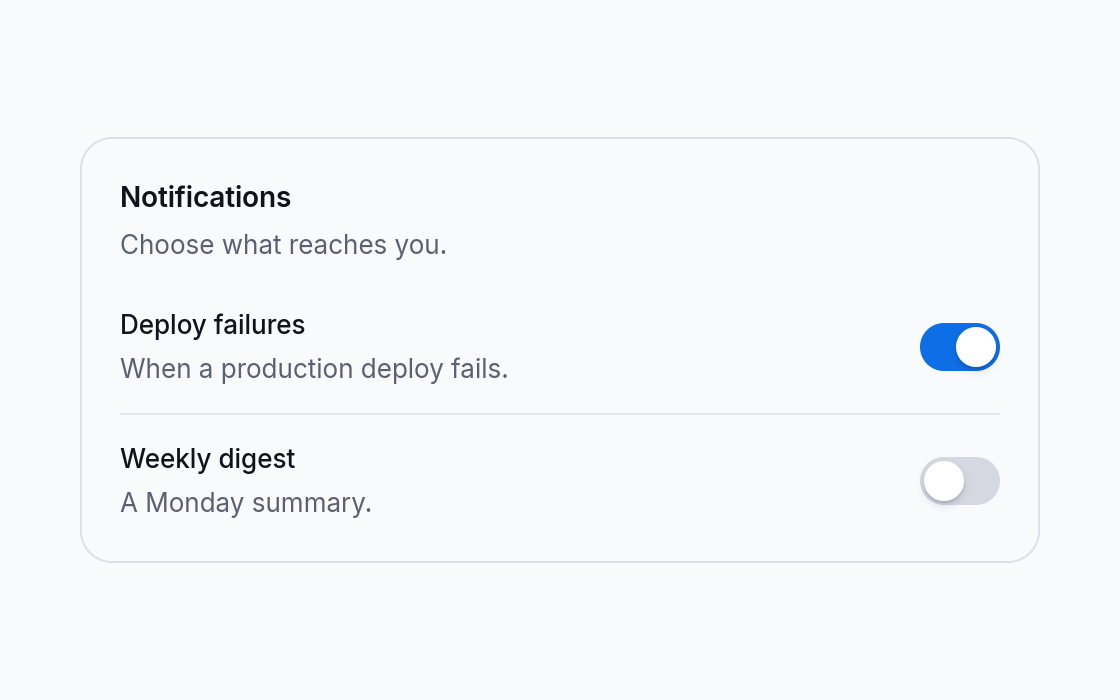 Notifications
Choose what reaches you.
Deploy failures
When a production deploy fails.
Weekly digest
A Monday summary.